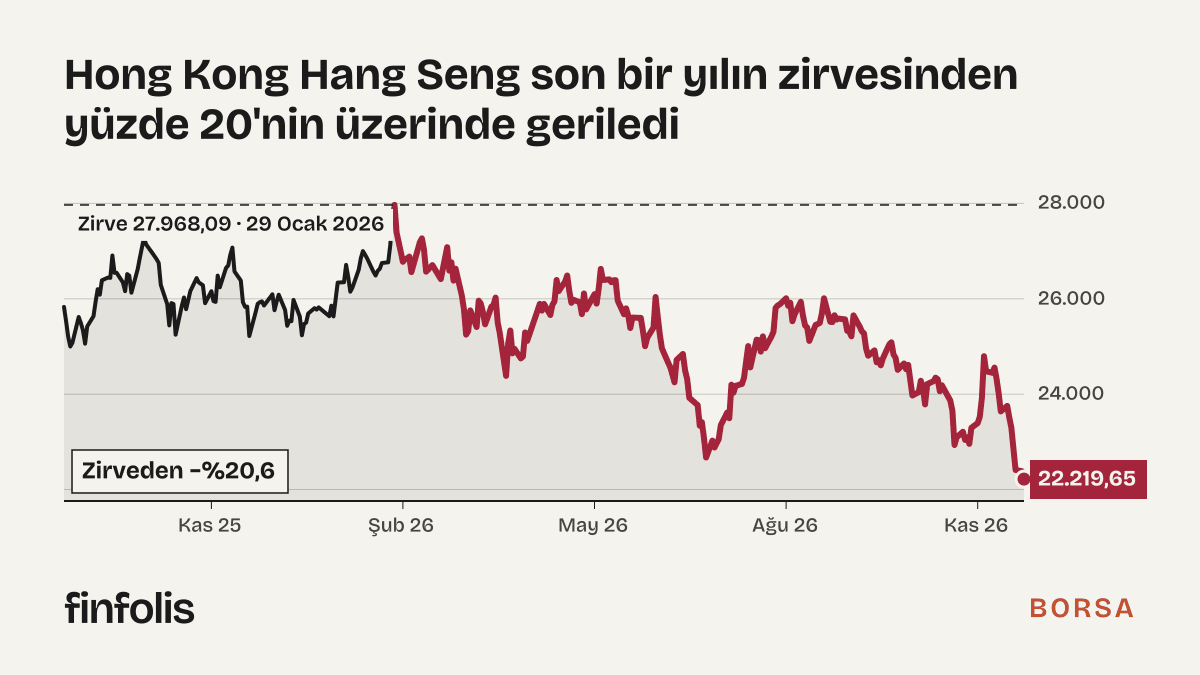 Hong Kong Hang Seng son bir yılın zirvesinden
yüzde 20'nin üzerinde geriledi
28.000
Zirve 27.968,09 · 29 Ocak 2026
26.000
24.000
Zirveden −%20,6
22.219,65
Kas 25
Şub 26
May 26
Ağu 26
Kas 26
finfolis
BORSA